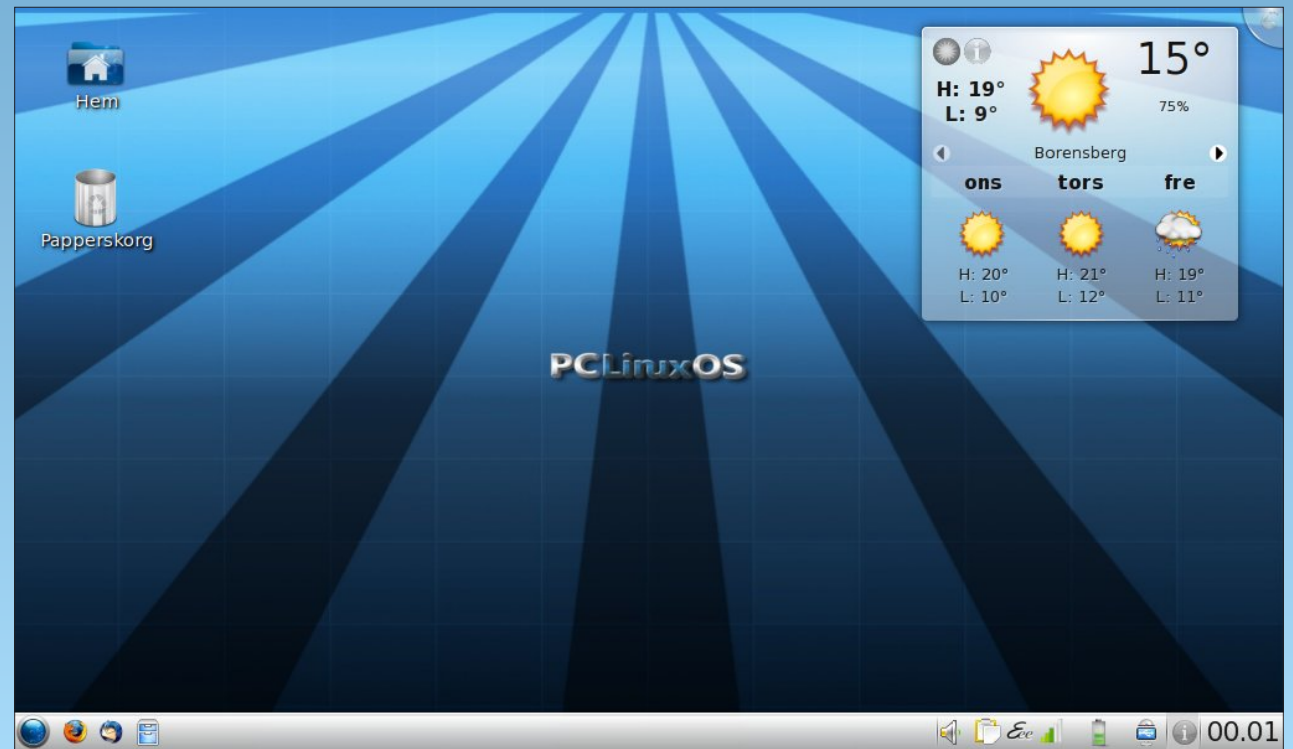 Hem
Papperskorg
15°
H: 19°
L: 9°
75%
Borensberg
ons tors fre
H: 20° H: 21° H: 19°
L: 10° L: 12° L: 11°
PCLinuxOS
Eee
00.01